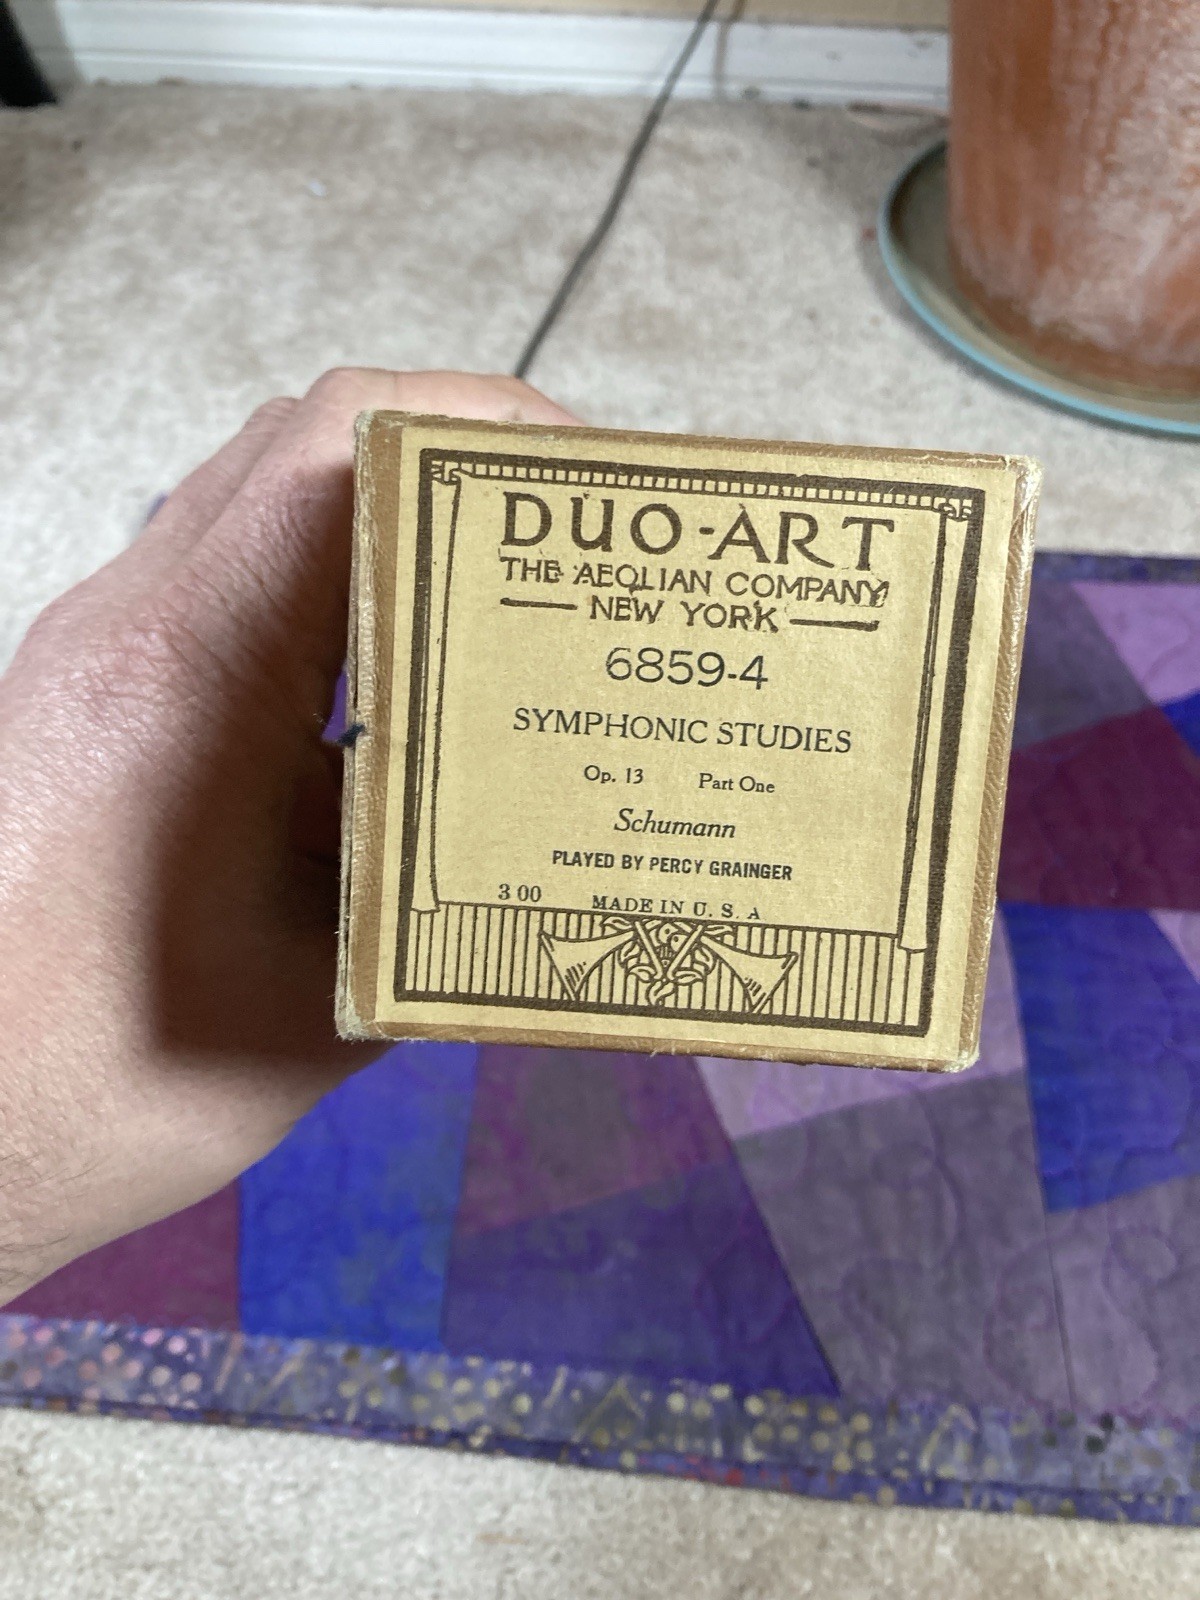 DUO-ART
THE AEOLIAN COMPANY
NEW YORK
6859-4
SYMPHONIC STUDIES
Op. 13 Part One
Schumann
PLAYED BY PERCY GRAINGER
3 00 MADE IN U. S. A